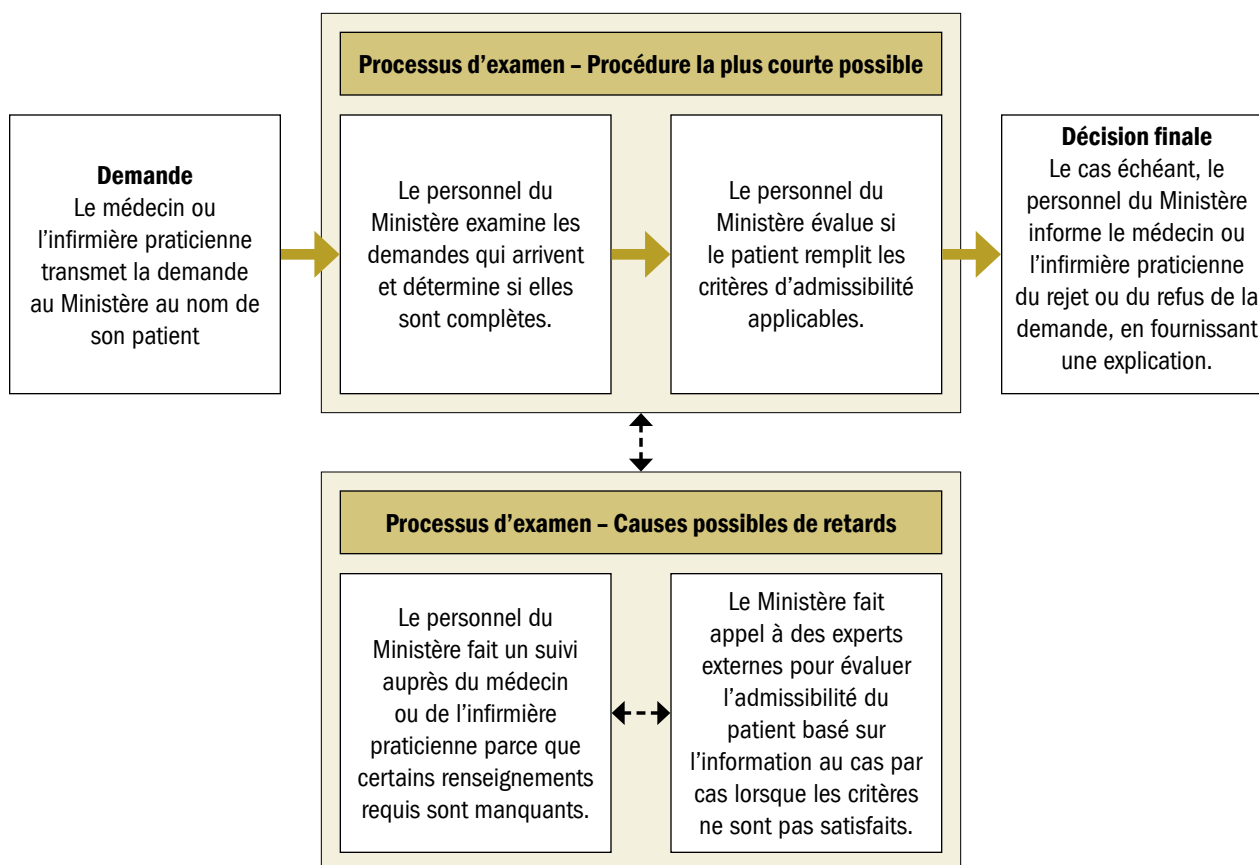 Processus d’examen – Procédure la plus courte possible
Demande
Le médecin ou
l’infirmière praticienne
transmet la demande
au Ministère au nom de
son patient
Le personnel du
Ministère examine les
demandes qui arrivent
et détermine si elles
sont complètes.
Le personnel du
Ministère évalue si
le patient remplit les
critères d’admissibilité
applicables.
Décision finale
Le cas échéant, le
personnel du Ministère
informe le médecin ou
l’infirmière praticienne
du rejet ou du refus de la
demande, en fournissant
une explication.
Processus d’examen – Causes possibles de retards
Le personnel du
Ministère fait un suivi
auprès du médecin
ou de l’infirmière
praticienne parce que
certains renseignements
requis sont manquants.
Le Ministère fait
appel à des experts
externes pour évaluer
l’admissibilité du
patient basé sur
l’information au cas par
cas lorsque les critères
ne sont pas satisfaits.